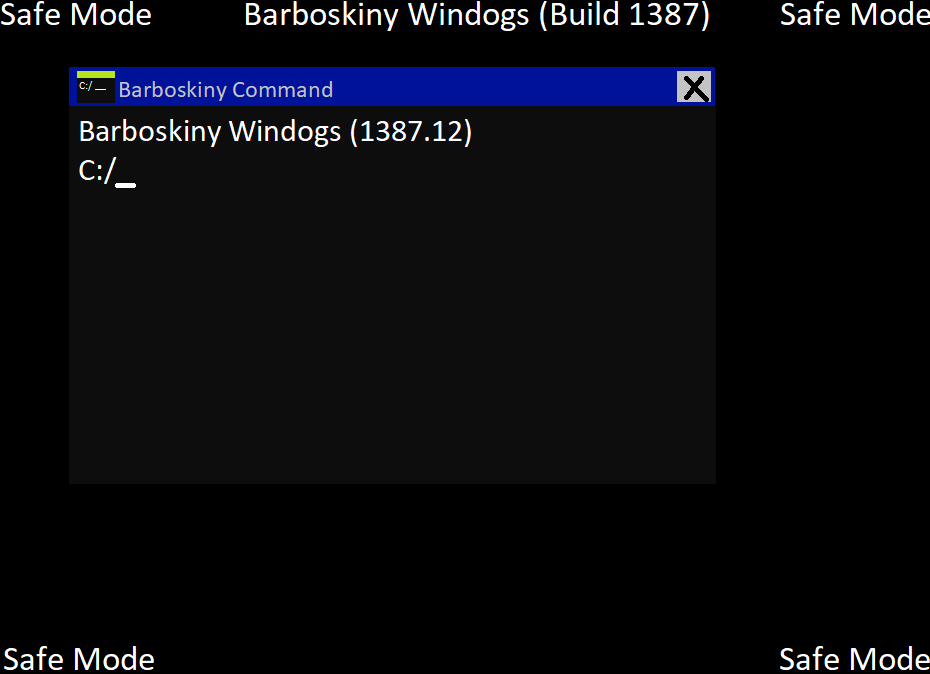 Safe Mode Barboskiny Windogs (Build 1387) Safe Mode
C:/_ Barboskiny Command X
Barboskiny Windogs (1387.12)
C:/_
Safe Mode Safe Mode